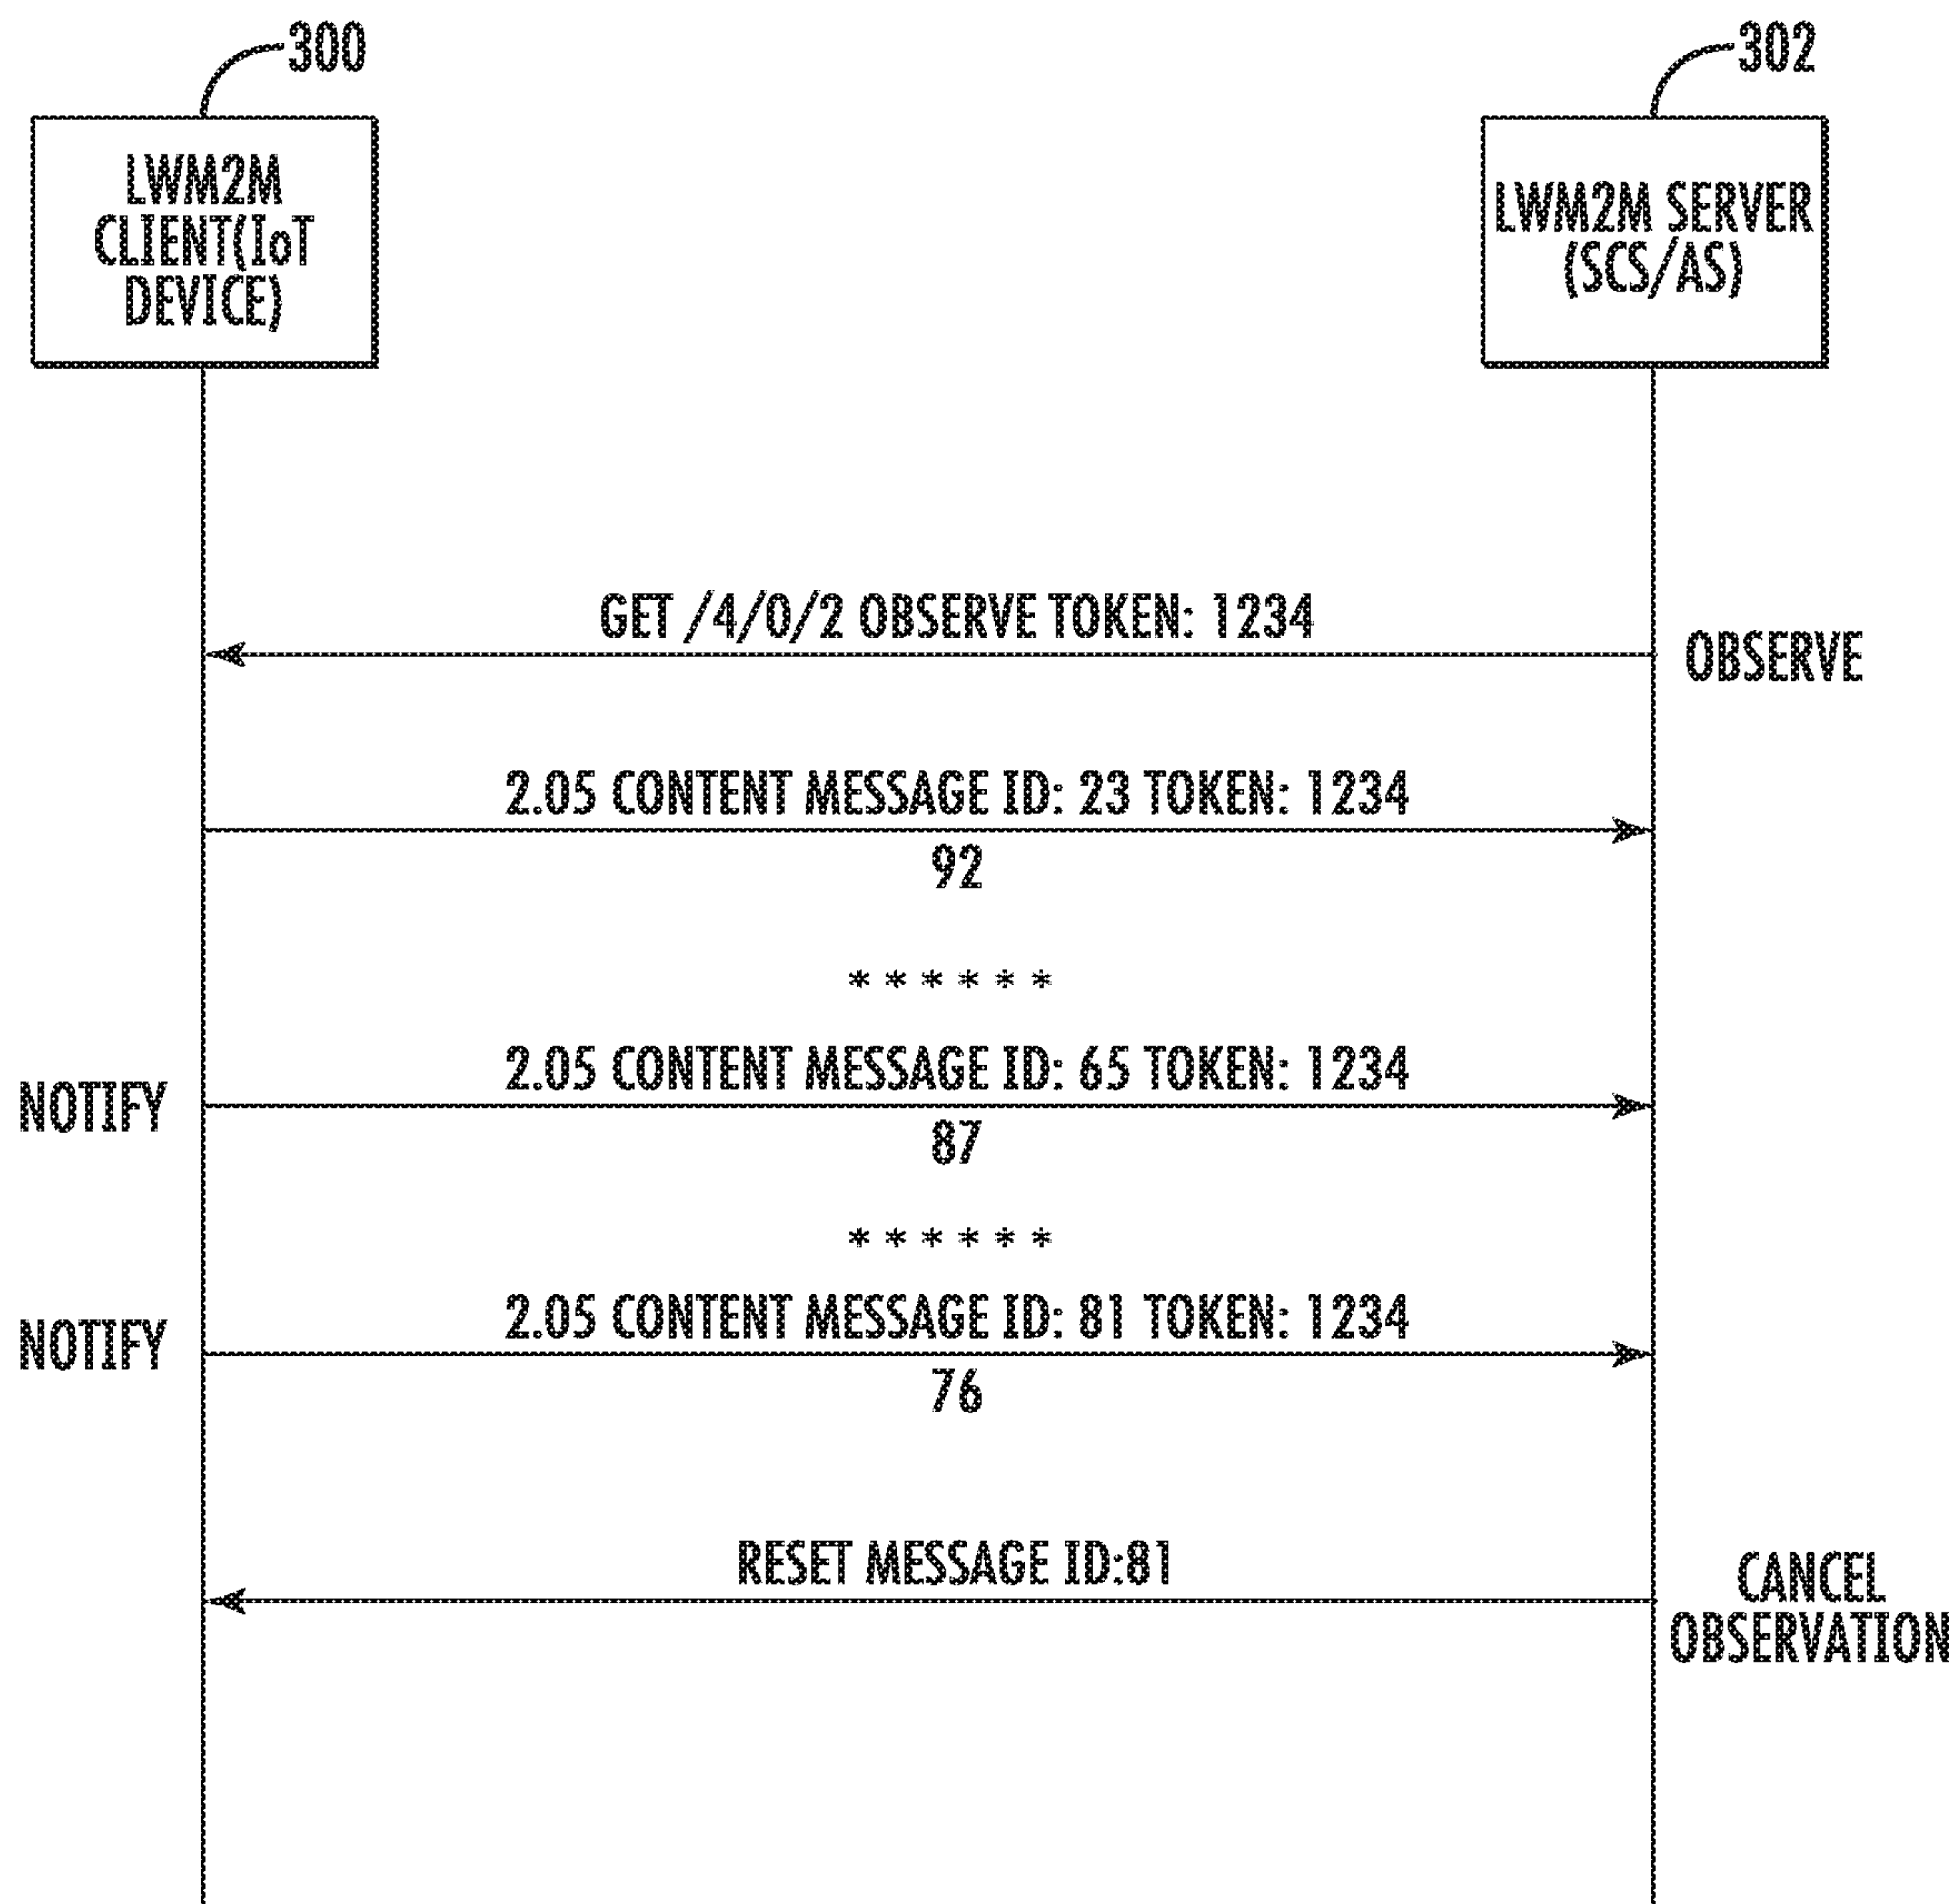 300
302
LWM2M
CLIENT(IoT
DEVICE)
LWM2M SERVER
(SCS/AS)
GET /4/0/2 OBSERVE TOKEN: 1234
OBSERVE
2.05 CONTENT MESSAGE ID: 23 TOKEN: 1234
92
* * * * * *
2.05 CONTENT MESSAGE ID: 65 TOKEN: 1234
NOTIFY
87
* * * * * *
2.05 CONTENT MESSAGE ID: 81 TOKEN: 1234
NOTIFY
76
RESET MESSAGE ID:81
CANCEL
OBSERVATION